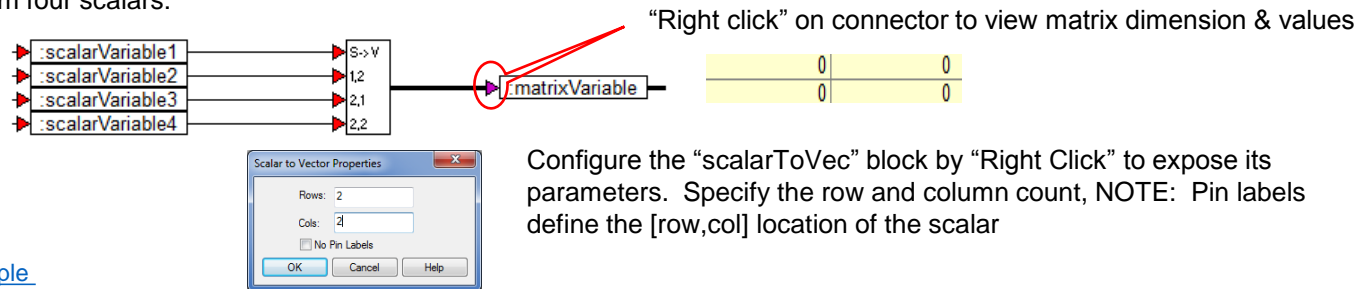 m four scalars.
“Right click” on connector to view matrix dimension & values
:scalarVariable1
:scalarVariable2
:scalarVariable3
:scalarVariable4
S->V
1,2
2,1
2,2
:matrixVariable
0 0
0 0
Scalar to Vector Properties
Rows: 2
Cols: 2
No Pin Labels
OK Cancel Help
Configure the “scalarToVec” block by “Right Click” to expose its
parameters. Specify the row and column count, NOTE: Pin labels
define the [row,col] location of the scalar
ple